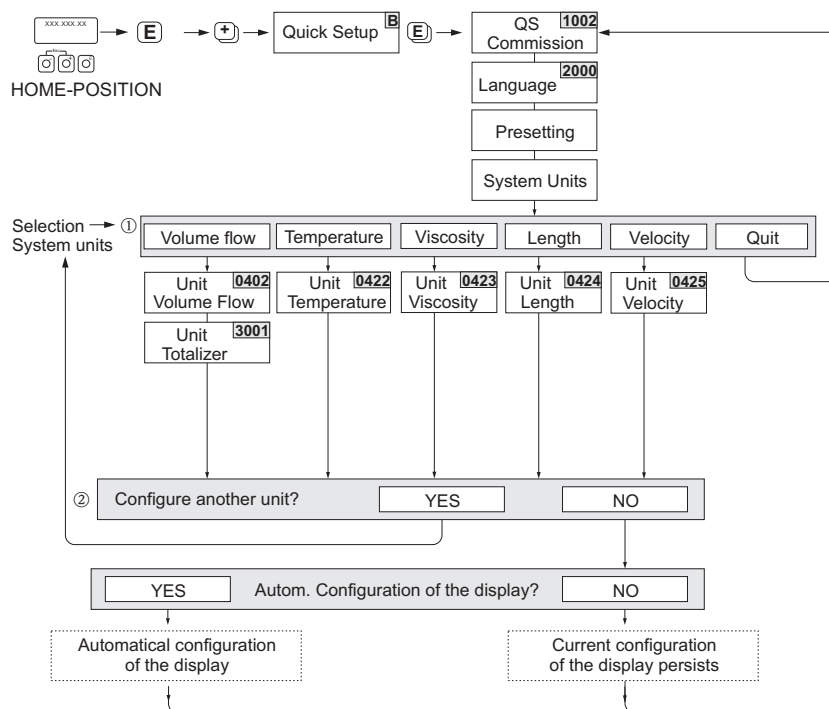 XXX.XXX.XX
Esc
E
+
Quick Setup
B
E
QS
1002
Commission
HOME-POSITION
2000
Language
Presetting
System Units
Selection
System units
①
Volume flow
Temperature
Viscosity
Length
Velocity
Quit
Unit
0402
Volume Flow
Unit
0422
Temperature
Unit
0423
Viscosity
Unit
0424
Length
Unit
0425
Velocity
Unit
3001
Totalizer
②
Configure another unit?
YES
NO
YES
Autom. Configuration of the display?
NO
Automatical configuration
of the display
Current configuration
of the display persists